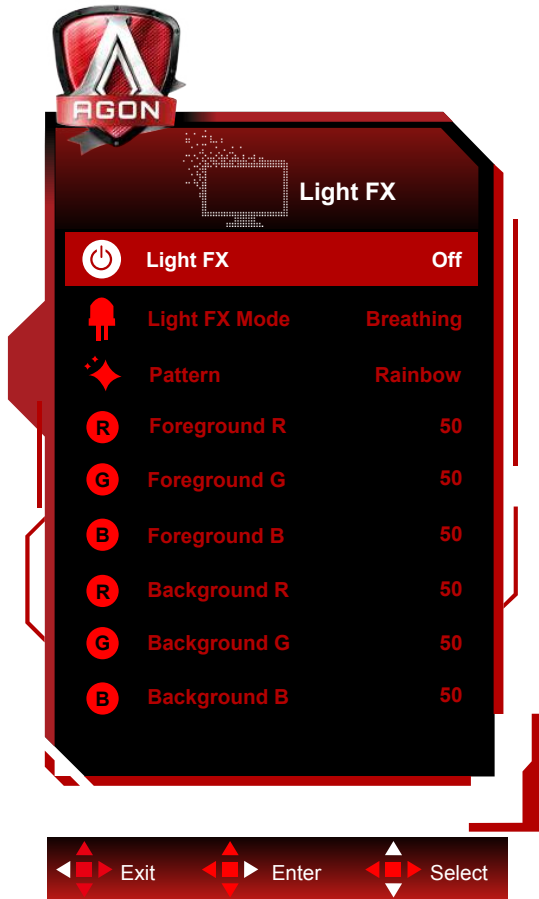 AGON
Light FX
Light FX Off
Light FX Mode Breathing
Pattern Rainbow
R Foreground R 50
G Foreground G 50
B Foreground B 50
R Background R 50
G Background G 50
B Background B 50
Exit Enter Select